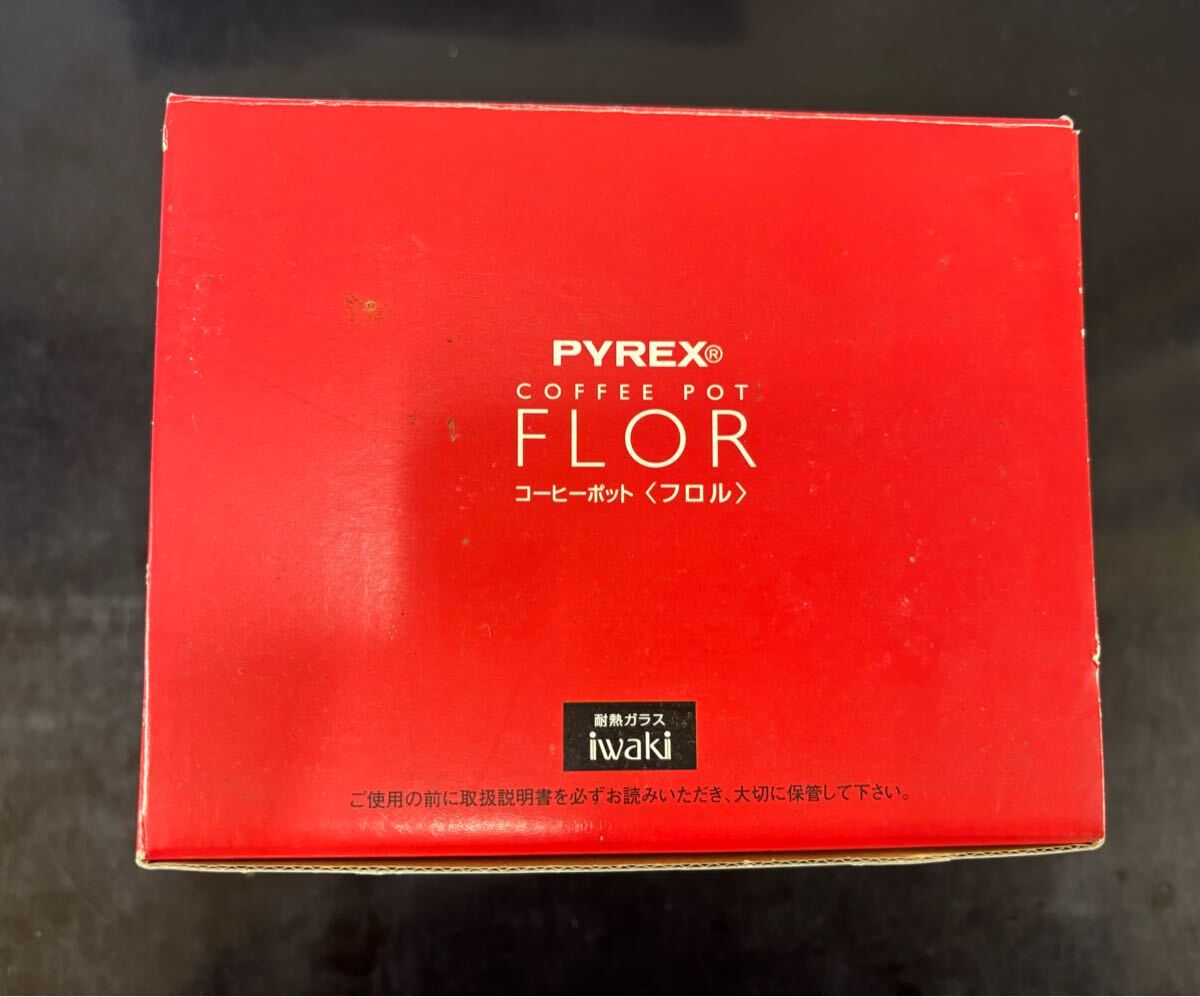 PYREX®
COFFEE POT
FLOR
コーヒーポット〈フロル〉
耐熱ガラス
iwaki
ご使用の前に取扱説明書を必ずお読みいただき、大切に保管して下さい。